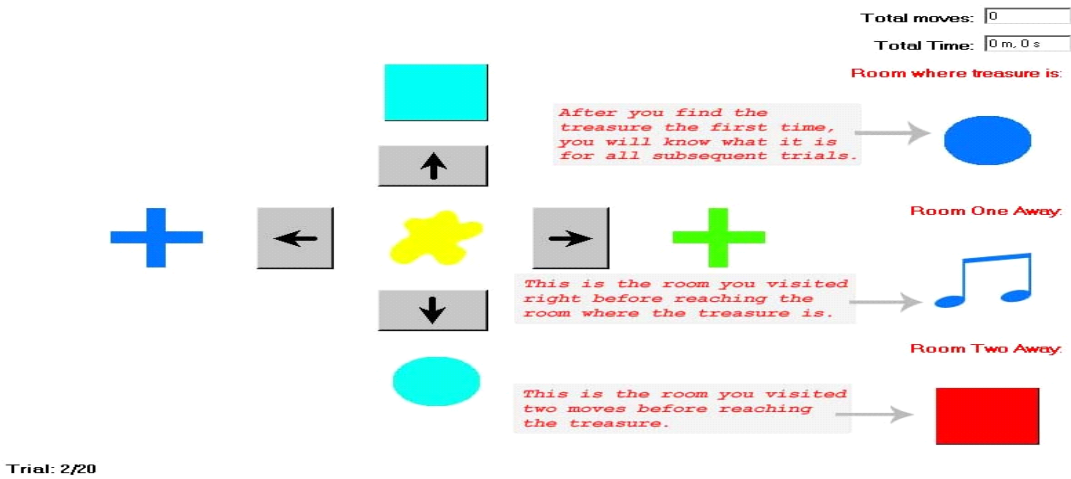 Total moves: 0
Total Time: 0 m, 0 s
Room where treasure is:
After you find the
treasure the first time,
you will know what it is
for all subsequent trials.
Room One Away:
This is the room you visited
right before reaching the
room where the treasure is.
Room Two Away:
This is the room you visited
two moves before reaching
the treasure.
Trial: 2/20